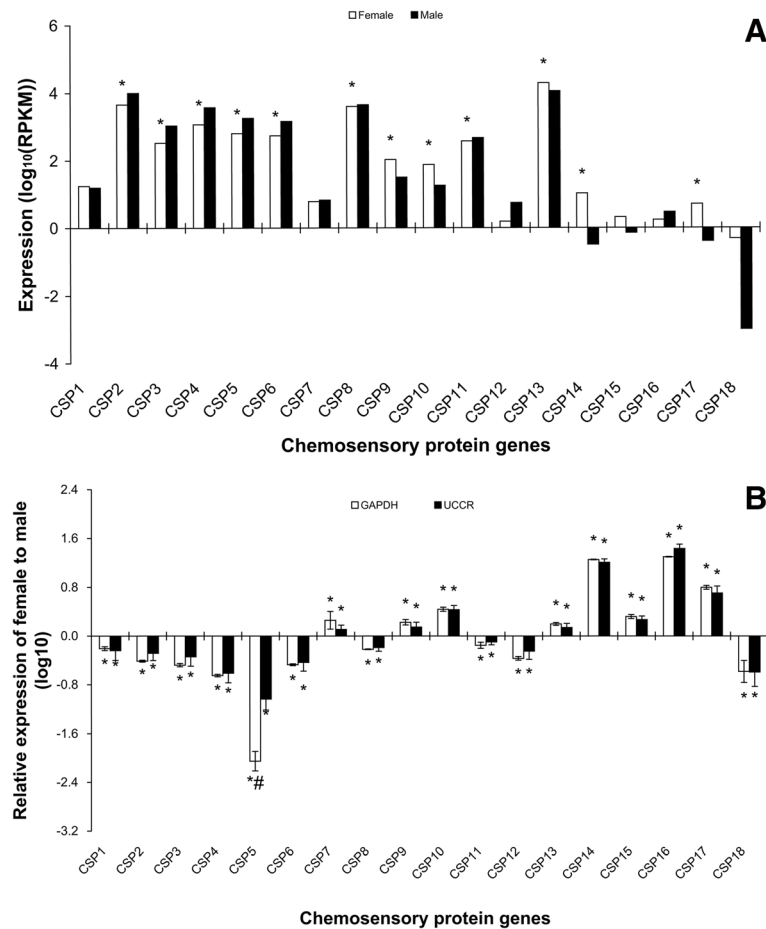 A
Female Male
6
4
2
0
-2
-4
Expression (log10(RPKM))
* * * * * * * * * * * *
CSP1 CSP2 CSP3 CSP4 CSP5 CSP6 CSP7 CSP8 CSP9 CSP10 CSP11 CSP12 CSP13 CSP14 CSP15 CSP16 CSP17 CSP18
Chemosensory protein genes
B
GAPDH UCCR
2.4
1.6
0.8
0.0
-0.8
-1.6
-2.4
-3.2
Relative expression of female to male
(log10)
* * * * * * * * * * * * * * * *
* * * * * * * * *# * * * * * * * * * * *
CSP1 CSP2 CSP3 CSP4 CSP5 CSP6 CSP7 CSP8 CSP9 CSP10 CSP11 CSP12 CSP13 CSP14 CSP15 CSP16 CSP17 CSP18
Chemosensory protein genes